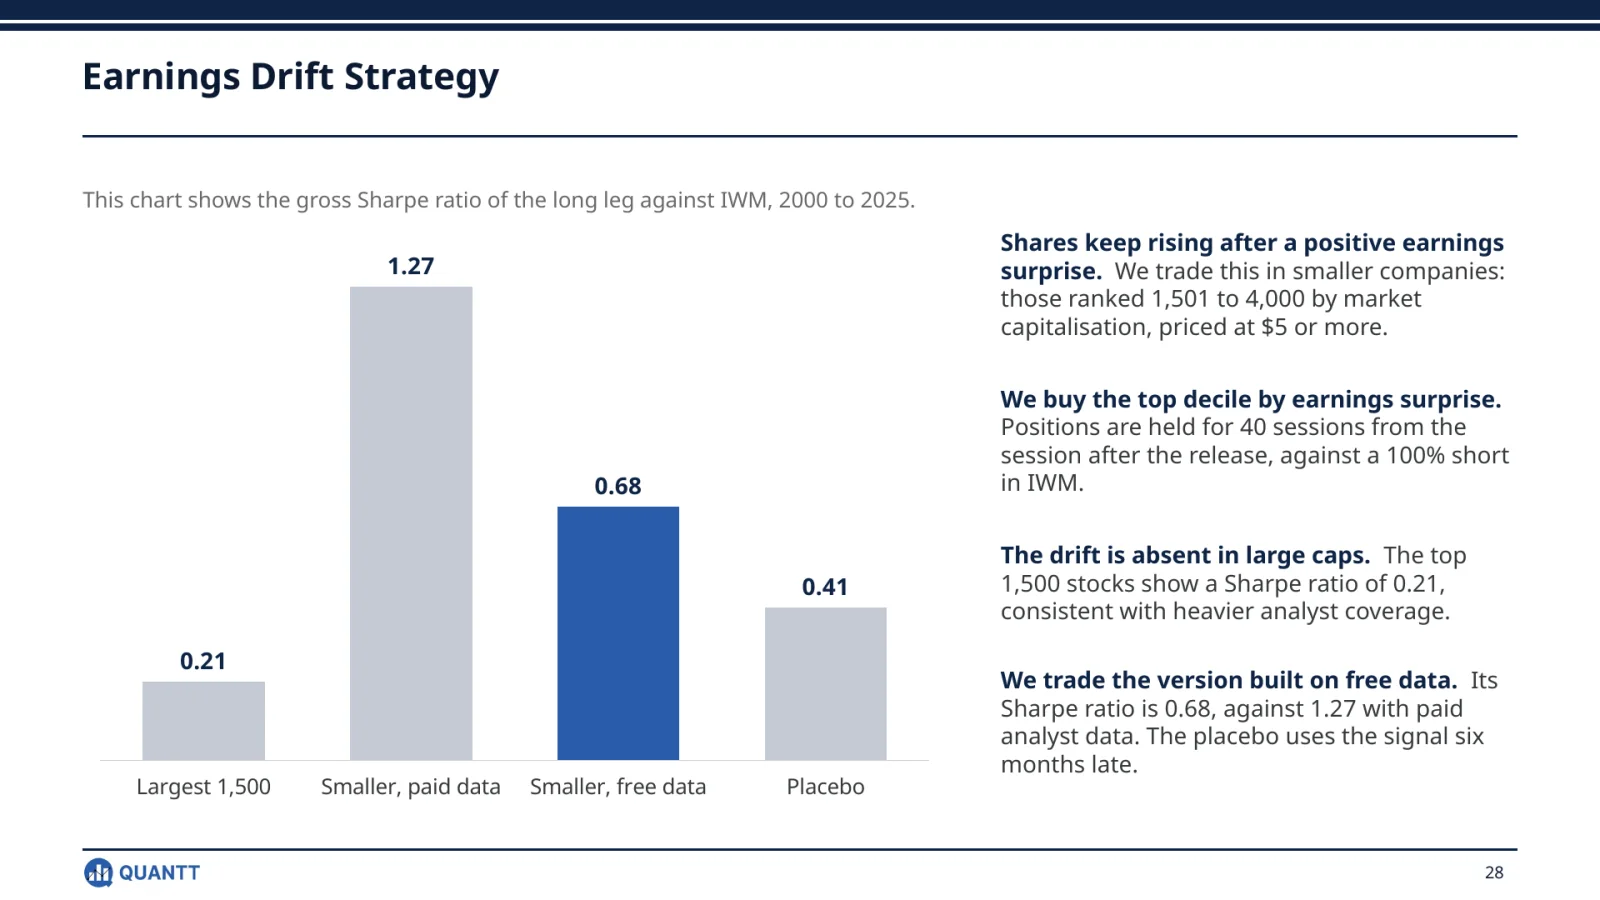 Earnings Drift Strategy
This chart shows the gross Sharpe ratio of the long leg against IWM, 2000 to 2025.
1.27
0.68
0.41
0.21
Largest 1,500
Smaller, paid data
Smaller, free data
Placebo
Shares keep rising after a positive earnings
surprise. We trade this in smaller companies:
those ranked 1,501 to 4,000 by market
capitalisation, priced at $5 or more.
We buy the top decile by earnings surprise.
Positions are held for 40 sessions from the
session after the release, against a 100% short
in IWM.
The drift is absent in large caps. The top
1,500 stocks show a Sharpe ratio of 0.21,
consistent with heavier analyst coverage.
We trade the version built on free data. Its
Sharpe ratio is 0.68, against 1.27 with paid
analyst data. The placebo uses the signal six
months late.
QUANTT
28